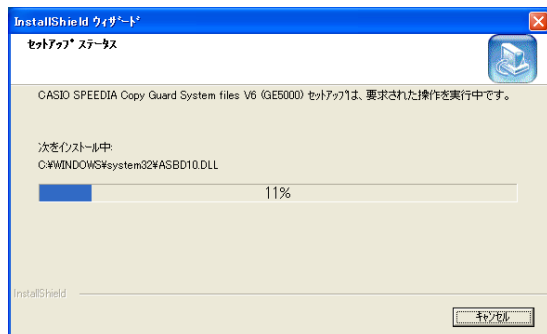 InstallShield ウィザード
セットアップ ステータス
CASIO SPEEDIA Copy Guard System files V6 (GE5000) セットアップは、要求された操作を実行中です。
次をインストール中:
C:¥WINDOWS¥system32¥ASBD10.DLL
11%
InstallShield
キャンセル